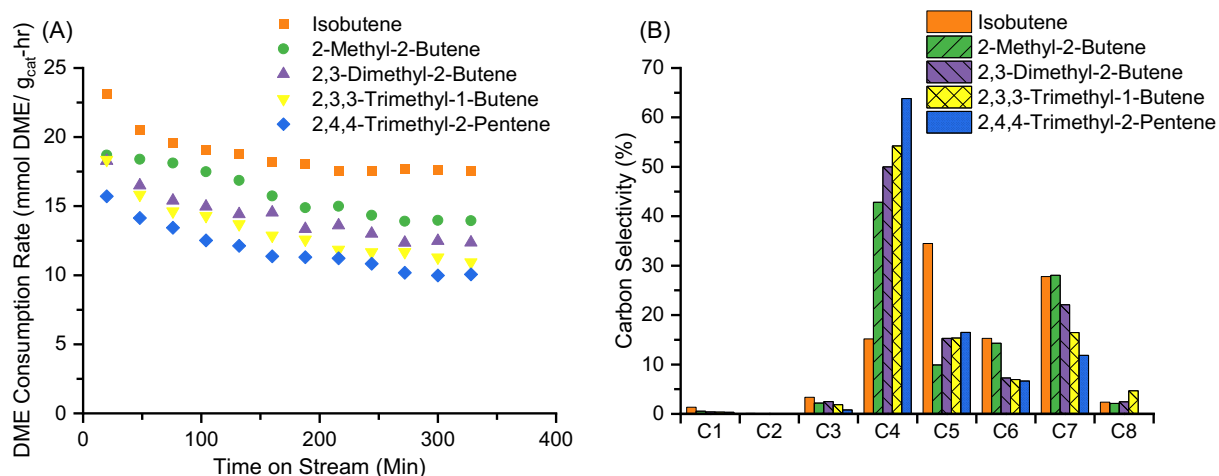 (A)
Isobutene
2-Methyl-2-Butene
2,3-Dimethyl-2-Butene
2,3,3-Trimethyl-1-Butene
2,4,4-Trimethyl-2-Pentene
DME Consumption Rate (mmol DME/ gcat-hr)
25
20
15
10
5
0
0
100
200
300
400
Time on Stream (Min)
(B)
Isobutene
2-Methyl-2-Butene
2,3-Dimethyl-2-Butene
2,3,3-Trimethyl-1-Butene
2,4,4-Trimethyl-2-Pentene
Carbon Selectivity (%)
70
60
50
40
30
20
10
0
C1
C2
C3
C4
C5
C6
C7
C8